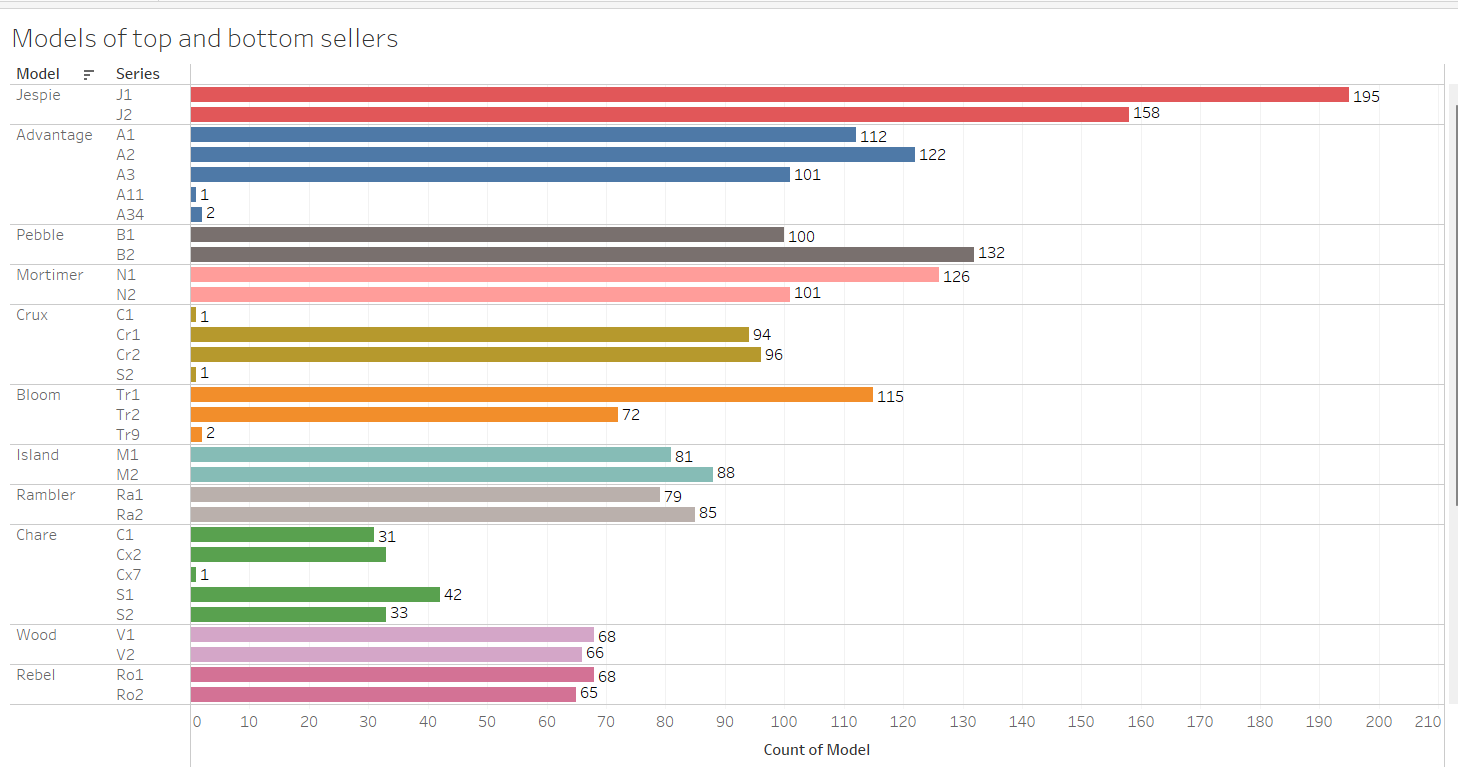 Models of top and bottom sellers
Model Series
Jespie J1 195
J2 158
Advantage A1 112
A2 122
A3 101
A11 1
A34 2
Pebble B1 100
B2 132
Mortimer N1 126
N2 101
Crux C1 1
Cr1 94
Cr2 96
S2 1
Bloom Tr1 115
Tr2 72
Tr9 2
Island M1 81
M2 88
Rambler Ra1 79
Ra2 85
Chare C1 31
Cx2
Cx7 1
S1 42
S2 33
Wood V1 68
V2 66
Rebel Ro1 68
Ro2 65
0 10 20 30 40 50 60 70 80 90 100 110 120 130 140 150 160 170 180 190 200 210
Count of Model